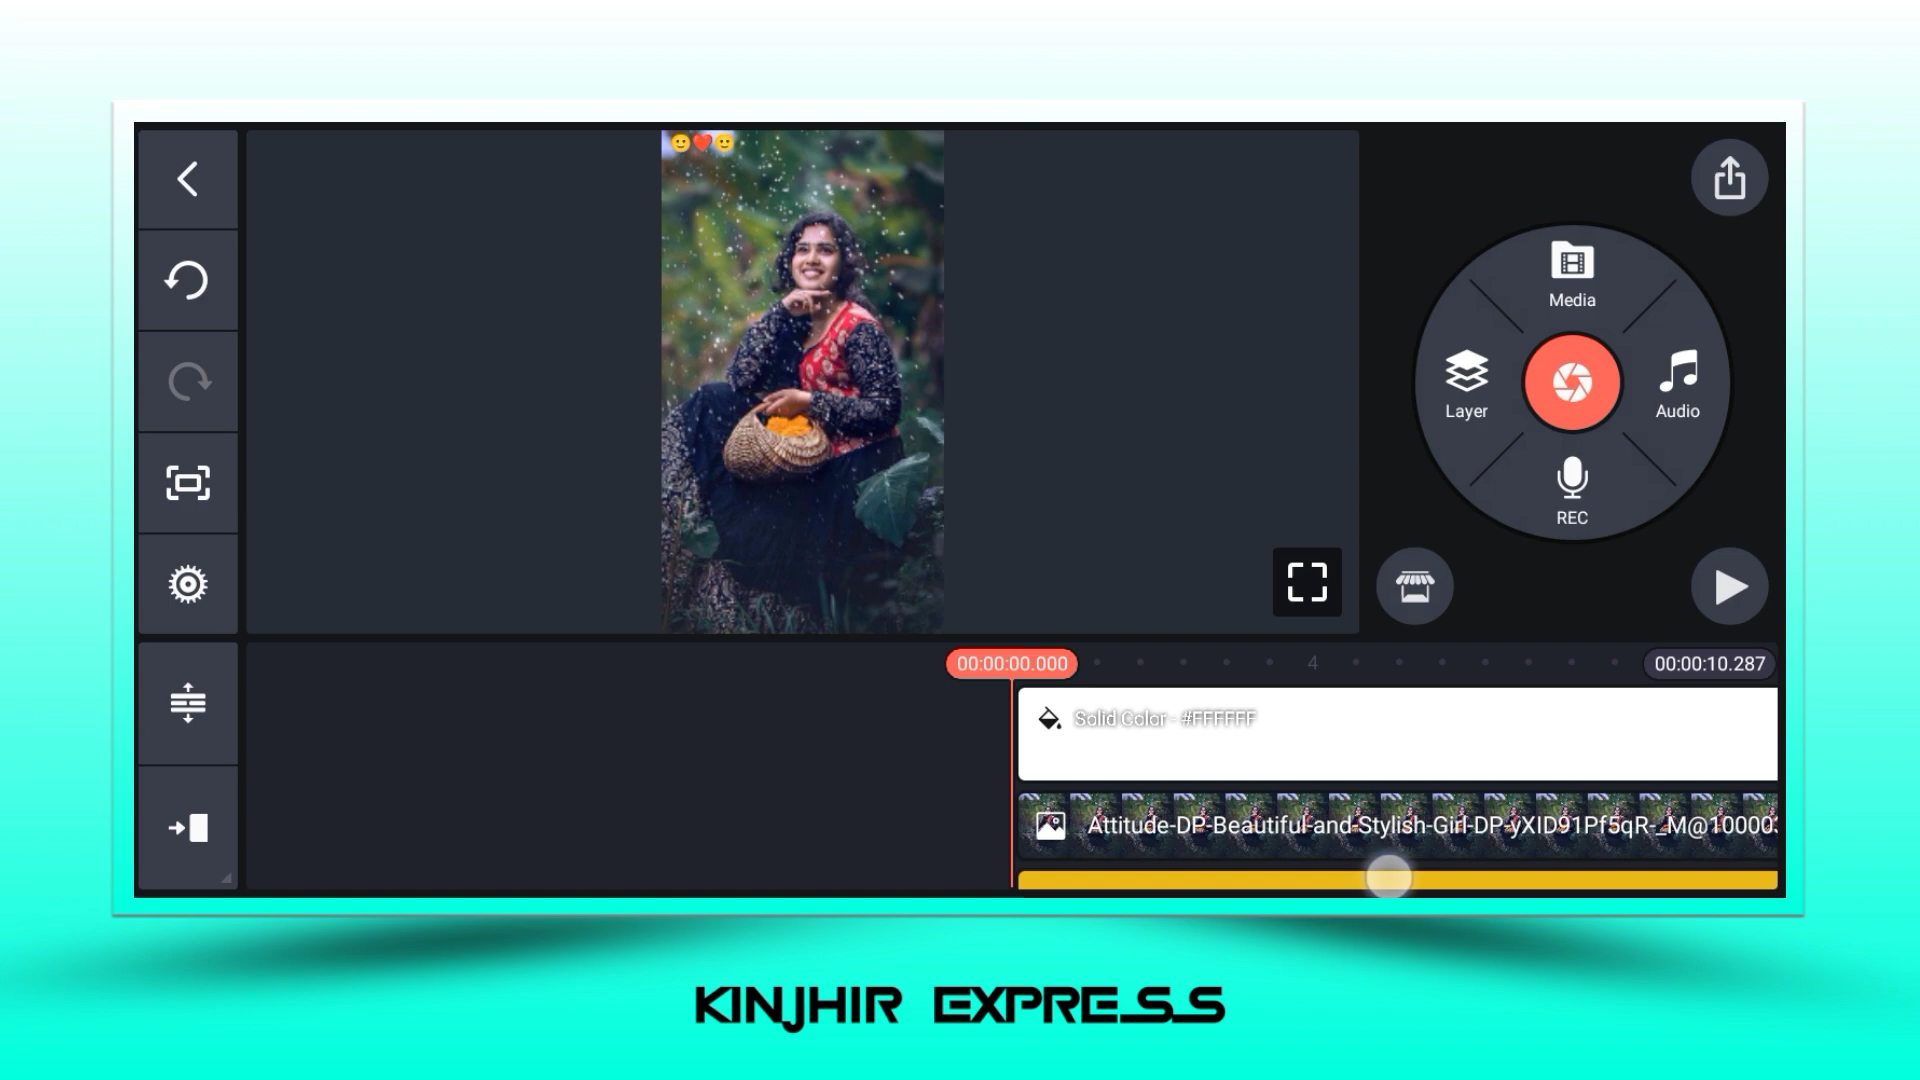 Media
Layer
Audio
REC
00:00:00.000
4
00:00:10.287
Solid Color - #FFFFFF
Attitude-DP-Beautiful-and-Stylish-Girl-DP-yXID91Pf5qR-_M@10000
KINJHIR EXPRESS